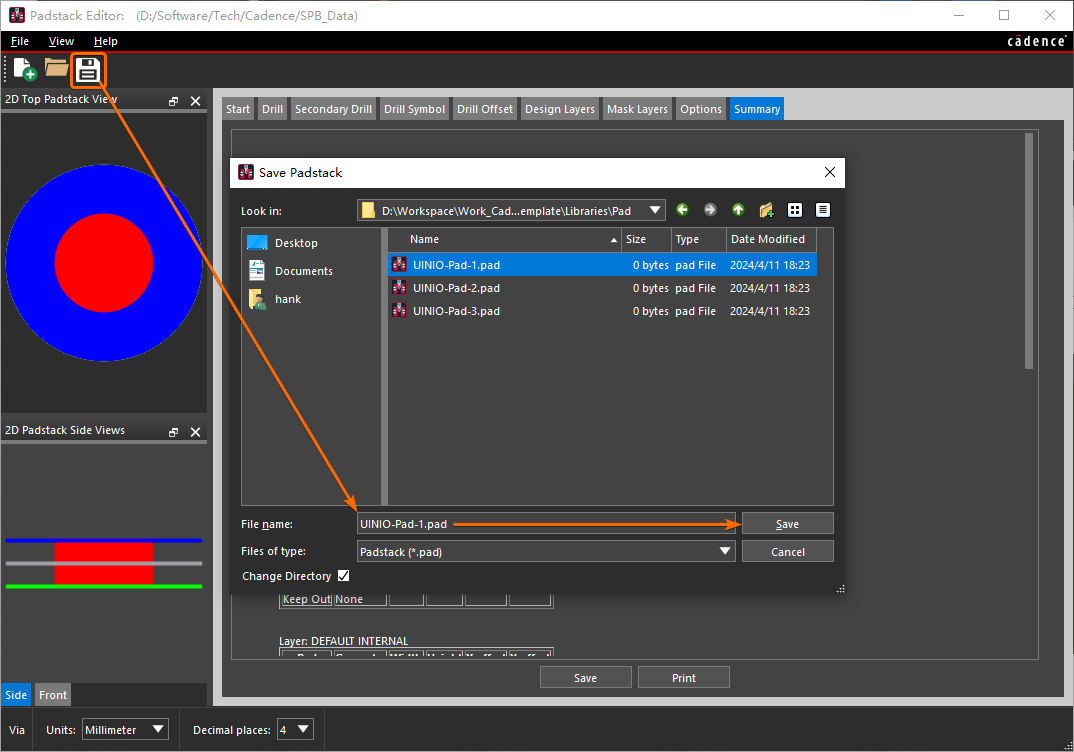 Padstack Editor: (D:/Software/Tech/Cadence/SPB_Data)
File View Help
cādence
2D Top Padstack View
Start Drill Secondary Drill Drill Symbol Drill Offset Design Layers Mask Layers Options Summary
Save Padstack
Look in: D:\Workspace\Work_Cad...emplate\Libraries\Pad
Desktop
Documents
hank
Name Size Type Date Modified
UINIO-Pad-1.pad 0 bytes pad File 2024/4/11 18:23
UINIO-Pad-2.pad 0 bytes pad File 2024/4/11 18:23
UINIO-Pad-3.pad 0 bytes pad File 2024/4/11 18:23
2D Padstack Side Views
File name: UINIO-Pad-1.pad Save
Files of type: Padstack (*.pad) Cancel
Change Directory
Keep Out None
Layer: DEFAULT INTERNAL
Save Print
Side Front
Via Units: Millimeter Decimal places: 4